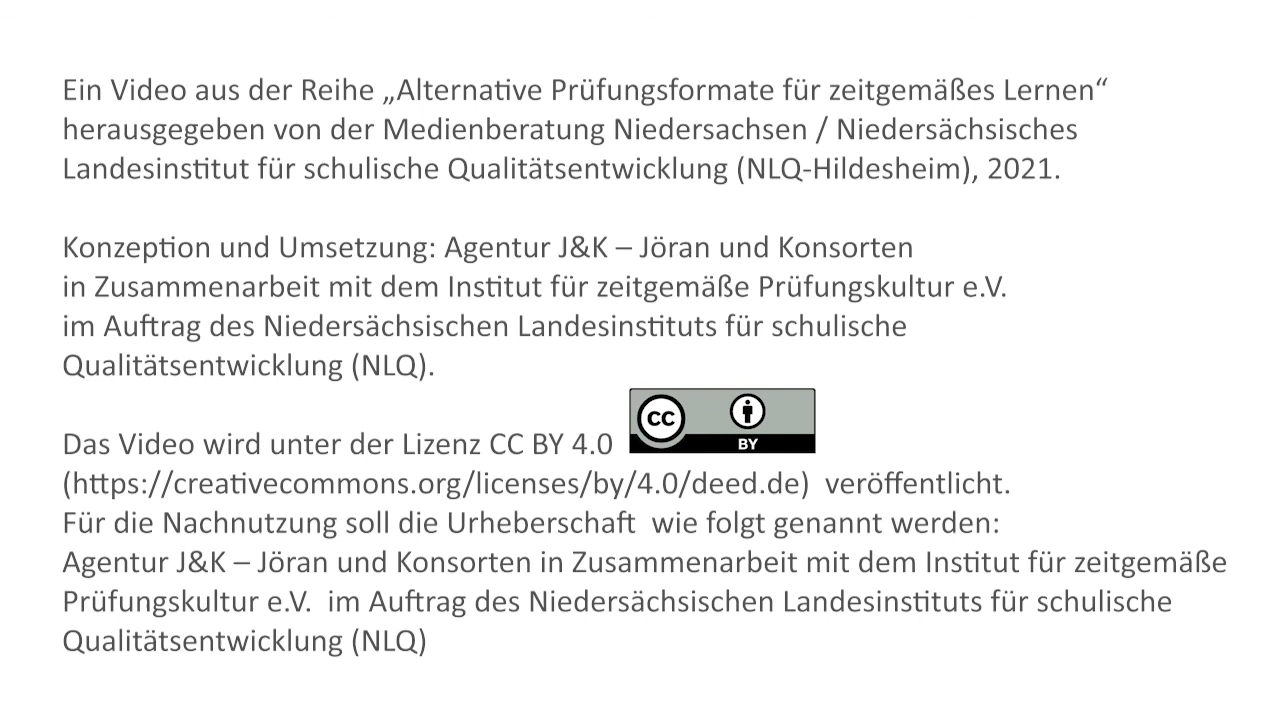 Ein Video aus der Reihe „Alternative Prüfungsformate für zeitgemäßes Lernen“
herausgegeben von der Medienberatung Niedersachsen / Niedersächsisches
Landesinstitut für schulische Qualitätsentwicklung (NLQ-Hildesheim), 2021.
Konzeption und Umsetzung: Agentur J&K – Jöran und Konsorten
in Zusammenarbeit mit dem Institut für zeitgemäße Prüfungskultur e.V.
im Auftrag des Niedersächsischen Landesinstituts für schulische
Qualitätsentwicklung (NLQ).
Das Video wird unter der Lizenz CC BY 4.0
CC
BY
(https://creativecommons.org/licenses/by/4.0/deed.de) veröffentlicht.
Für die Nachnutzung soll die Urheberschaft wie folgt genannt werden:
Agentur J&K – Jöran und Konsorten in Zusammenarbeit mit dem Institut für zeitgemäße
Prüfungskultur e.V. im Auftrag des Niedersächsischen Landesinstituts für schulische
Qualitätsentwicklung (NLQ)